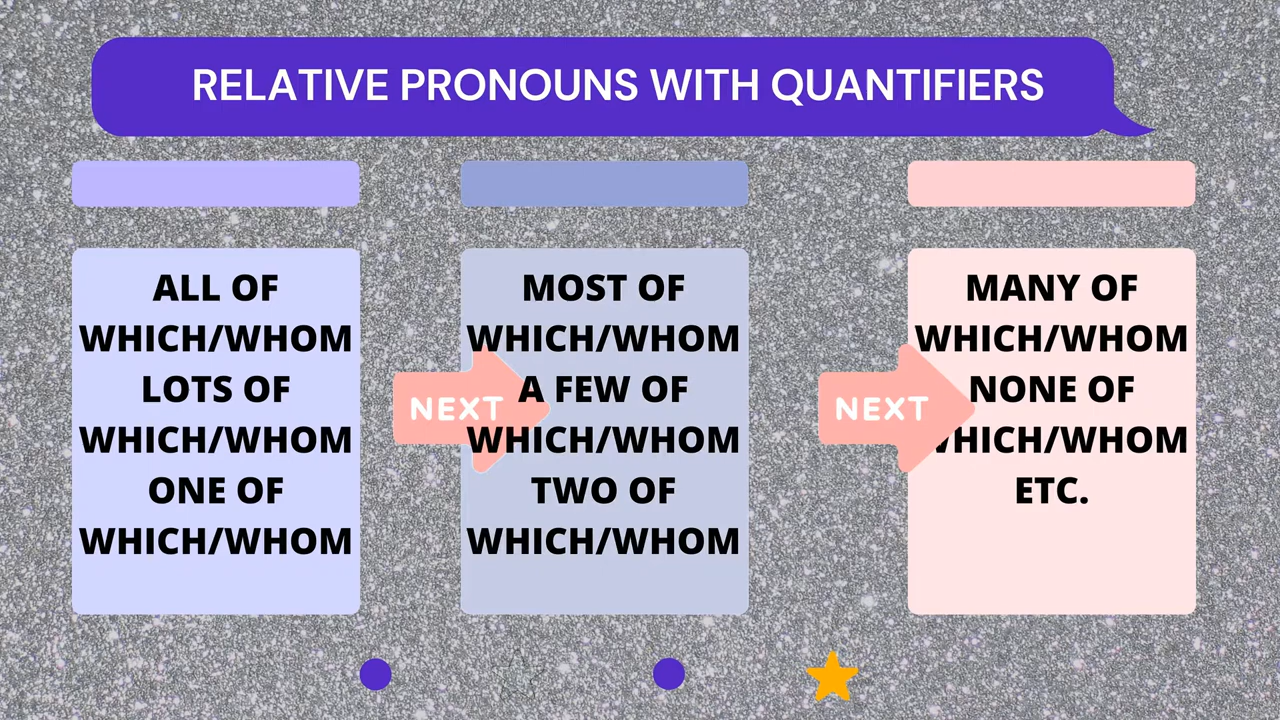 RELATIVE PRONOUNS WITH QUANTIFIERS
ALL OF
WHICH/WHOM
LOTS OF
WHICH/WHOM
ONE OF
WHICH/WHOM
NEXT
MOST OF
WHICH/WHOM
A FEW OF
WHICH/WHOM
TWO OF
WHICH/WHOM
NEXT
MANY OF
WHICH/WHOM
NONE OF
WHICH/WHOM
ETC.